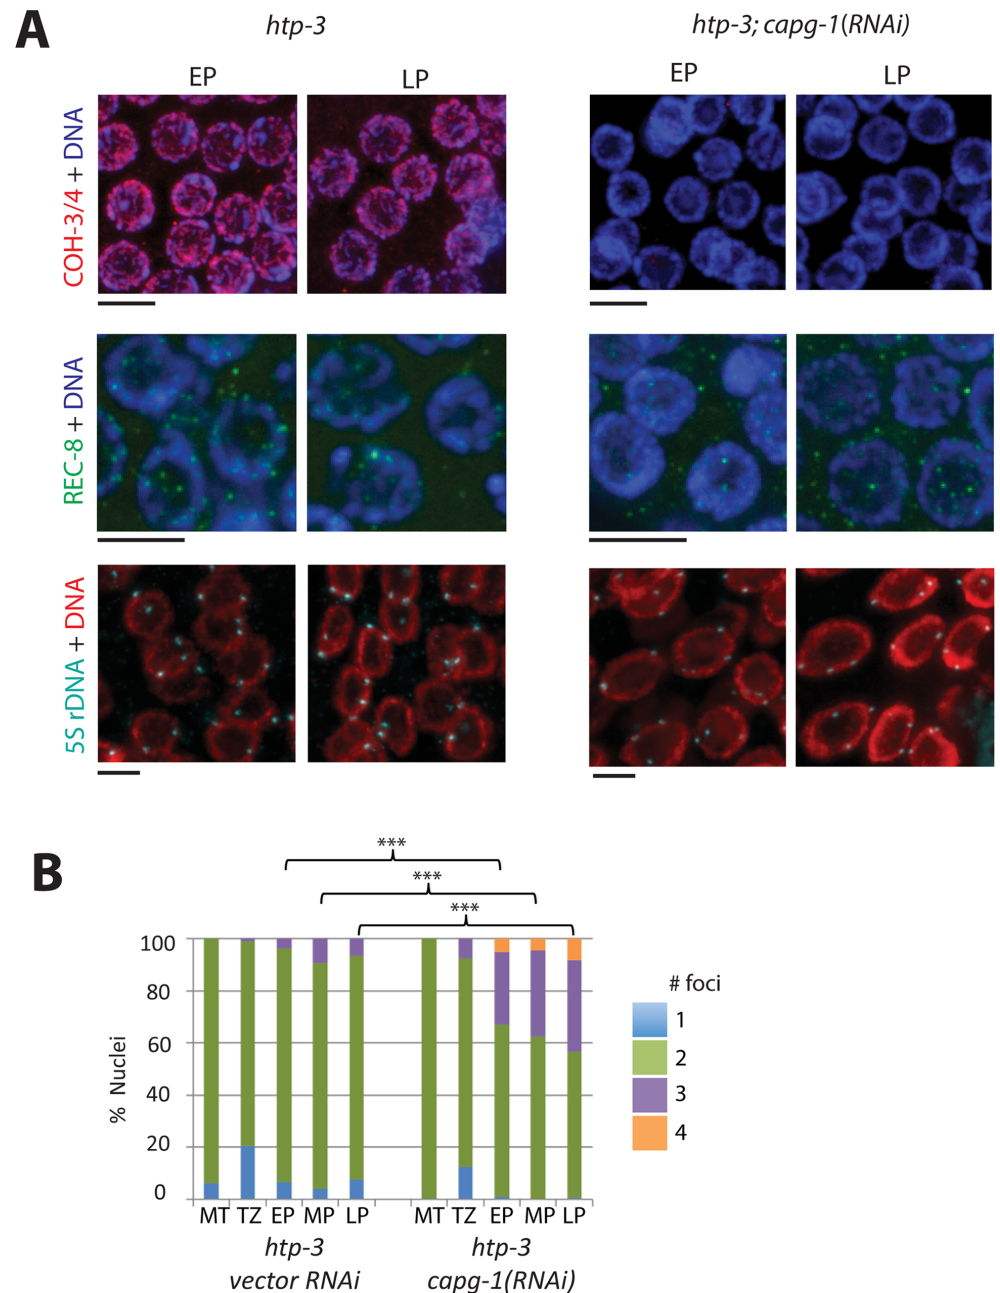 A
htp-3
htp-3; capg-1(RNAi)
EP
LP
EP
LP
COH-3/4 + DNA
REC-8 + DNA
5S rDNA + DNA
B
***
***
***
% Nuclei
100
80
60
40
20
0
MT TZ EP MP LP
MT TZ EP MP LP
htp-3
vector RNAi
htp-3
capg-1(RNAi)
# foci
1
2
3
4